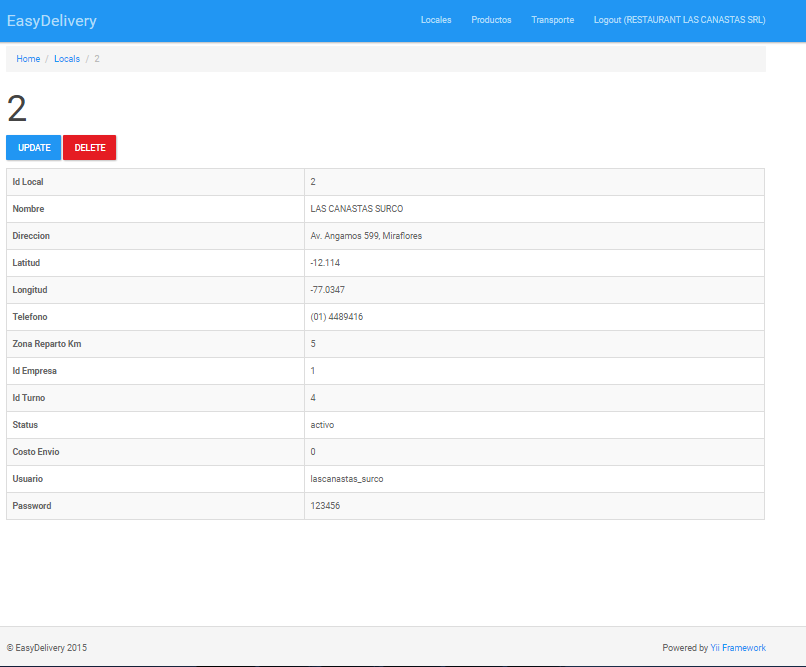 EasyDelivery Locales Productos Transporte Logout (RESTAURANT LAS CANASTAS SRL)
Home / Locals / 2
2
UPDATE DELETE
Id Local 2
Nombre LAS CANASTAS SURCO
Direccion Av. Angamos 599, Miraflores
Latitud -12.114
Longitud -77.0347
Telefono (01) 4489416
Zona Reparto Km 5
Id Empresa 1
Id Turno 4
Status activo
Costo Envio 0
Usuario lascanastas_surco
Password 123456
© EasyDelivery 2015 Powered by Yii Framework